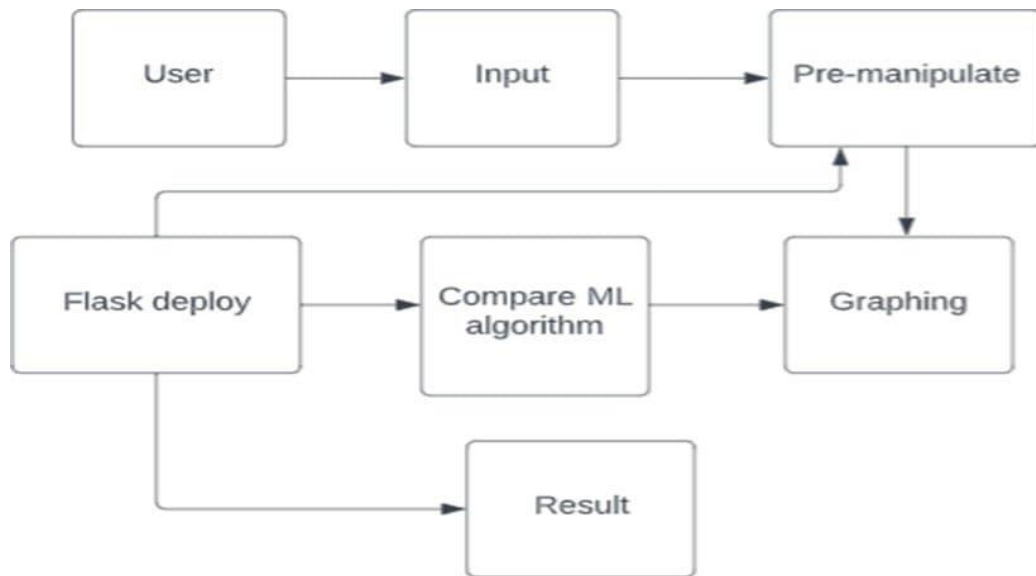 User
Input
Pre-manipulate
Flask deploy
Compare ML
algorithm
Graphing
Result